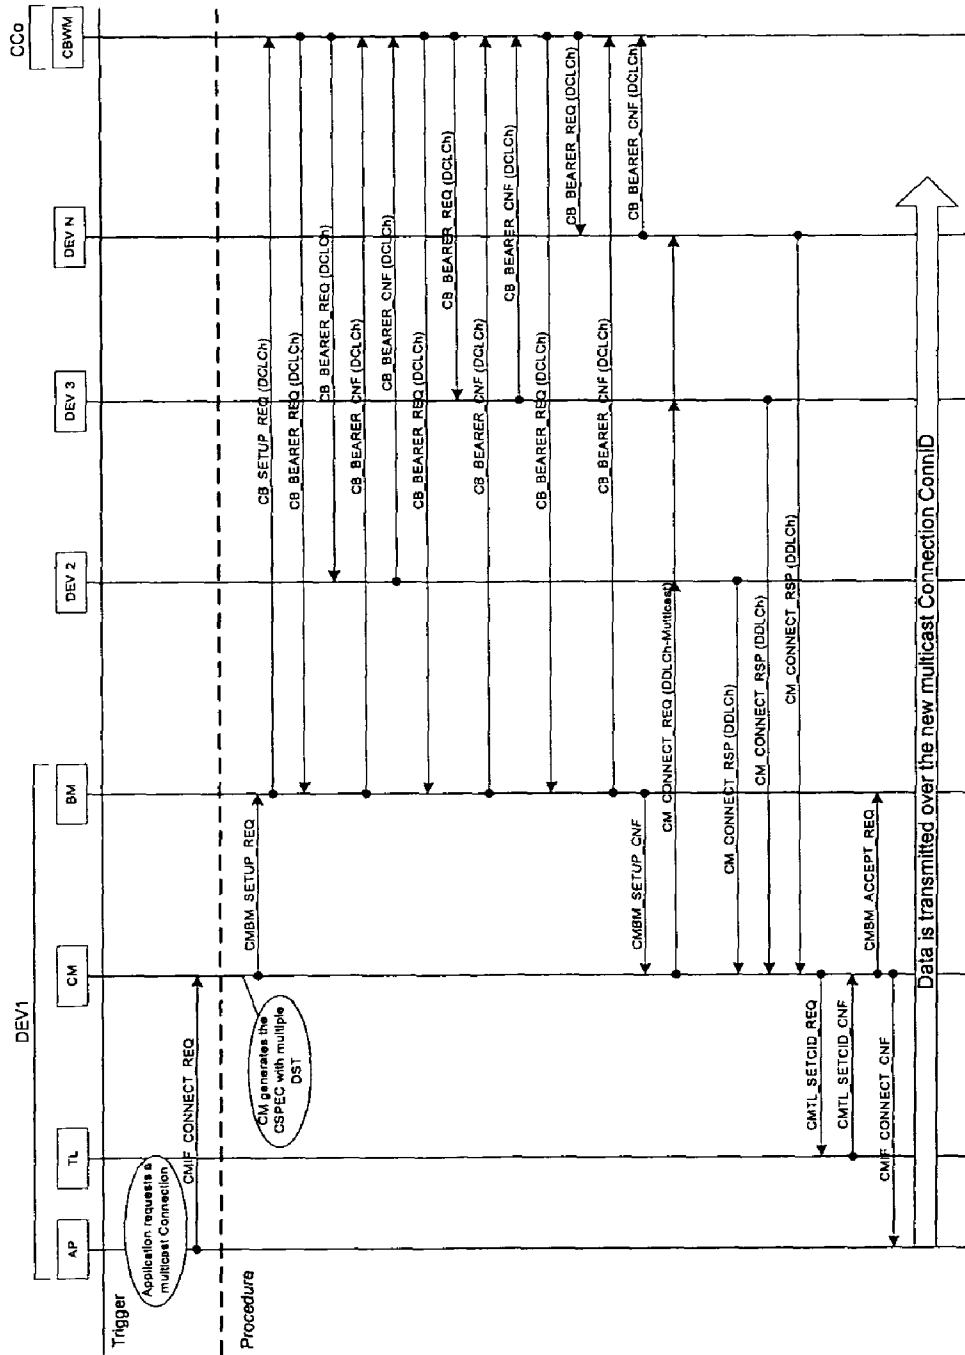 DEV1
CCo
AP
TL
CM
BM
DEV 2
DEV 3
DEV N
CBWM
Trigger
Application requests a
multicast Connection
CMIF_CONNECT_REQ
Procedure
CM generates the
CSPEC with multiple
DST
CMBM_SETUP_REQ
CB_SETUP_REQ (DCLCh)
CB_BEARER_REQ (DCLCh)
CB_BEARER_REQ (DCLCh)
CB_BEARER_CNF (DCLCh)
CB_BEARER_CNF (DCLCh)
CB_BEARER_REQ (DCLCh)
CB_BEARER_REQ (DCLCh)
CB_BEARER_CNF (DCLCh)
CB_BEARER_CNF (DCLCh)
CB_BEARER_REQ (DCLCh)
CB_BEARER_REQ (DCLCh)
CB_BEARER_CNF (DCLCh)
CB_BEARER_CNF (DCLCh)
CMBM_SETUP_CNF
CM_CONNECT_REQ (DDLCh-Multicast)
CM_CONNECT_RSP (DDLCh)
CM_CONNECT_RSP (DDLCh)
CM_CONNECT_RSP (DDLCh)
CMTL_SETCID_REQ
CMTL_SETCID_CNF
CMBM_ACCEPT_REQ
CMIF_CONNECT_CNF
Data is transmitted over the new multicast Connection ConnID